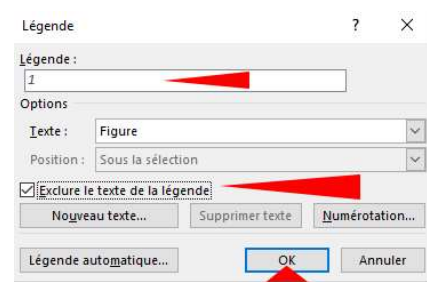 Légende ? ×
Légende :
1
Options
Texte : Figure
Position : Sous la sélection
Exclure le texte de la légende
Nouveau texte... Supprimer texte Numérotation...
Légende automatique... OK Annuler